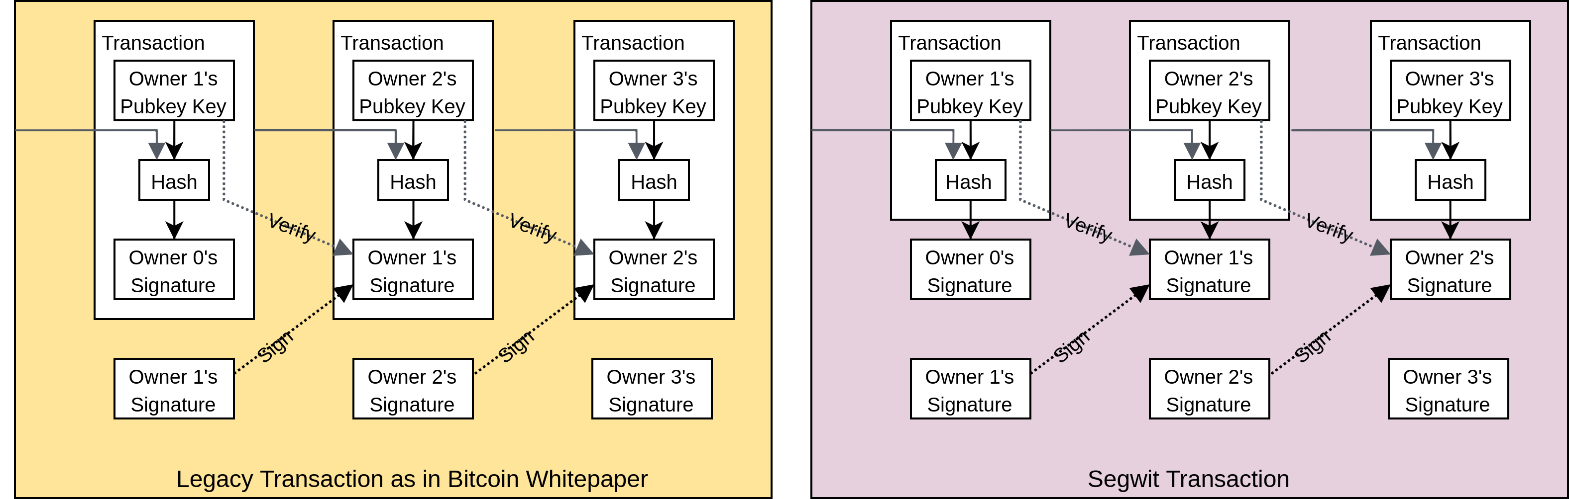 Transaction
Owner 1's
Pubkey Key
Hash
Owner 0's
Signature
Verify
Sign
Owner 1's
Signature
Transaction
Owner 2's
Pubkey Key
Hash
Owner 1's
Signature
Verify
Sign
Owner 2's
Signature
Transaction
Owner 3's
Pubkey Key
Hash
Owner 2's
Signature
Owner 3's
Signature
Legacy Transaction as in Bitcoin Whitepaper
Transaction
Owner 1's
Pubkey Key
Hash
Owner 0's
Signature
Verify
Sign
Owner 1's
Signature
Transaction
Owner 2's
Pubkey Key
Hash
Owner 1's
Signature
Verify
Sign
Owner 2's
Signature
Transaction
Owner 3's
Pubkey Key
Hash
Owner 2's
Signature
Owner 3's
Signature
Segwit Transaction